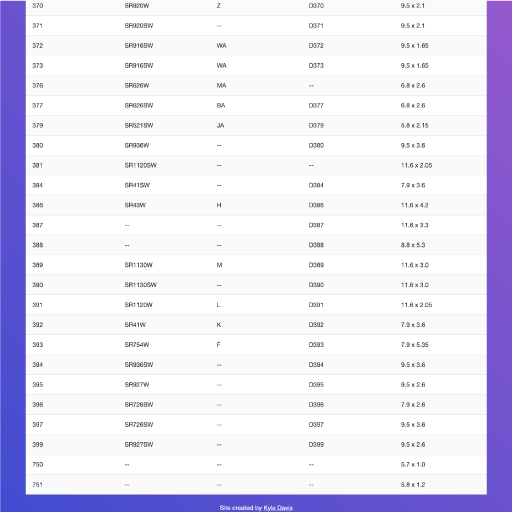 370 SR920W Z D370 9.5 x 2.1
371 SR920SW -- D371 9.5 x 2.1
372 SR916SW WA D372 9.5 x 1.65
373 SR916SW WA D373 9.5 x 1.65
376 SR626W MA -- 6.8 x 2.6
377 SR626SW BA D377 6.8 x 2.6
379 SR521SW JA D379 5.8 x 2.15
380 SR936W -- D380 9.5 x 3.6
381 SR1120SW -- -- 11.6 x 2.05
384 SR41SW -- D384 7.9 x 3.6
386 SR43W H D386 11.6 x 4.2
387 -- -- D387 11.6 x 3.3
388 -- -- D388 8.8 x 5.3
389 SR1130W M D389 11.6 x 3.0
390 SR1130SW -- D390 11.6 x 3.0
391 SR1120W L D391 11.6 x 2.05
392 SR41W K D392 7.9 x 3.6
393 SR754W F D393 7.9 x 5.35
394 SR936SW -- D394 9.5 x 3.6
395 SR927W -- D395 9.5 x 2.6
396 SR726SW -- D396 7.9 x 2.6
397 SR726SW -- D397 9.5 x 3.6
399 SR927SW -- D399 9.5 x 2.6
750 -- -- -- 5.7 x 1.0
751 -- -- -- 5.8 x 1.2
Site created by Kyle Davis